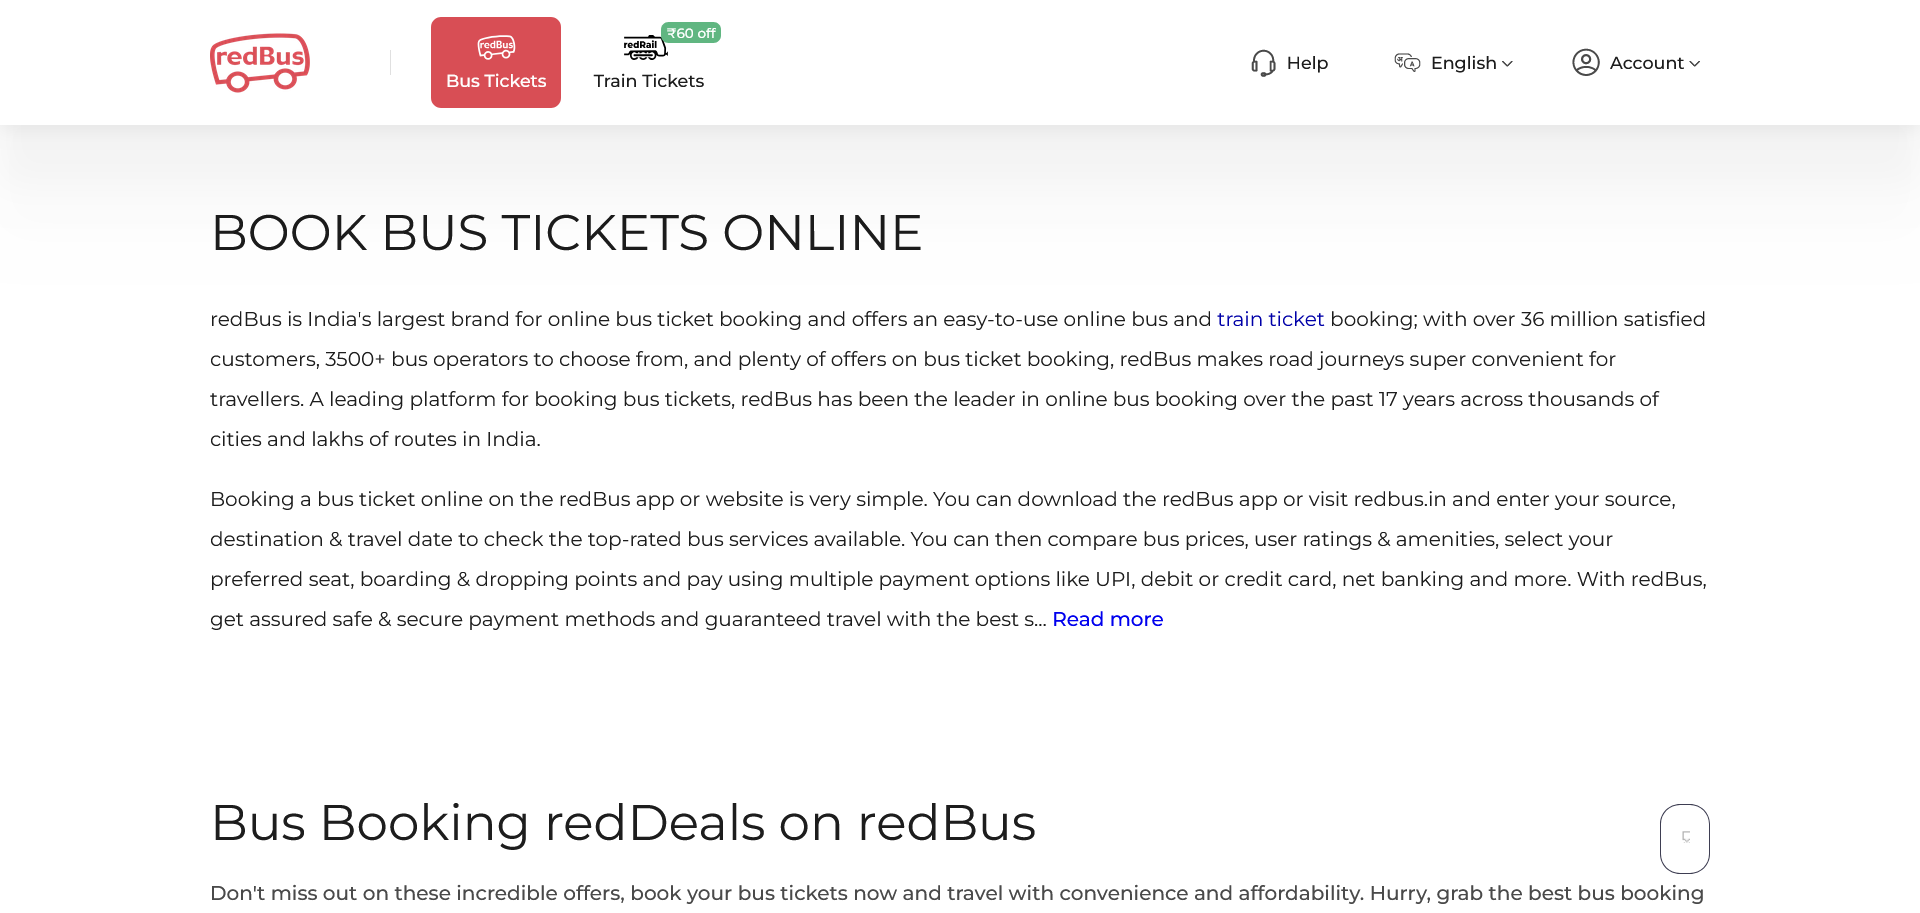 redBus
redBus
Bus Tickets
redRail
₹60 off
Train Tickets
Help
English
Account
BOOK BUS TICKETS ONLINE
redBus is India's largest brand for online bus ticket booking and offers an easy-to-use online bus and train ticket booking; with over 36 million satisfied
customers, 3500+ bus operators to choose from, and plenty of offers on bus ticket booking, redBus makes road journeys super convenient for
travellers. A leading platform for booking bus tickets, redBus has been the leader in online bus booking over the past 17 years across thousands of
cities and lakhs of routes in India.
Booking a bus ticket online on the redBus app or website is very simple. You can download the redBus app or visit redbus.in and enter your source,
destination & travel date to check the top-rated bus services available. You can then compare bus prices, user ratings & amenities, select your
preferred seat, boarding & dropping points and pay using multiple payment options like UPI, debit or credit card, net banking and more. With redBus,
get assured safe & secure payment methods and guaranteed travel with the best s... Read more
Bus Booking redDeals on redBus
Don't miss out on these incredible offers, book your bus tickets now and travel with convenience and affordability. Hurry, grab the best bus booking